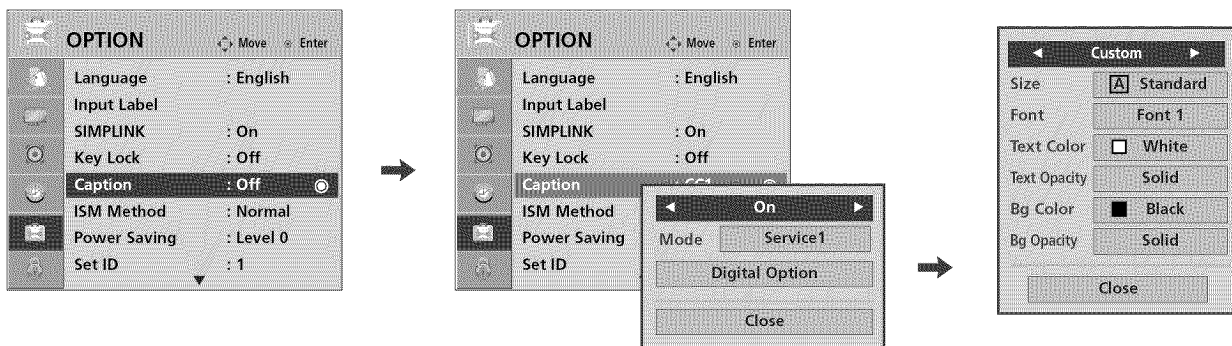 OPTION Move Enter
Language : English
Input Label
SIMPLINK : On
Key Lock : Off
Caption : Off
ISM Method : Normal
Power Saving : Level 0
Set ID : 1
OPTION Move Enter
Language : English
Input Label
SIMPLINK : On
Key Lock : Off
Caption : CC1
ISM Method
Power Saving
Set ID
On
Mode Service1
Digital Option
Close
Custom
Size A Standard
Font Font 1
Text Color White
Text Opacity Solid
Bg Color Black
Bg Opacity Solid
Close